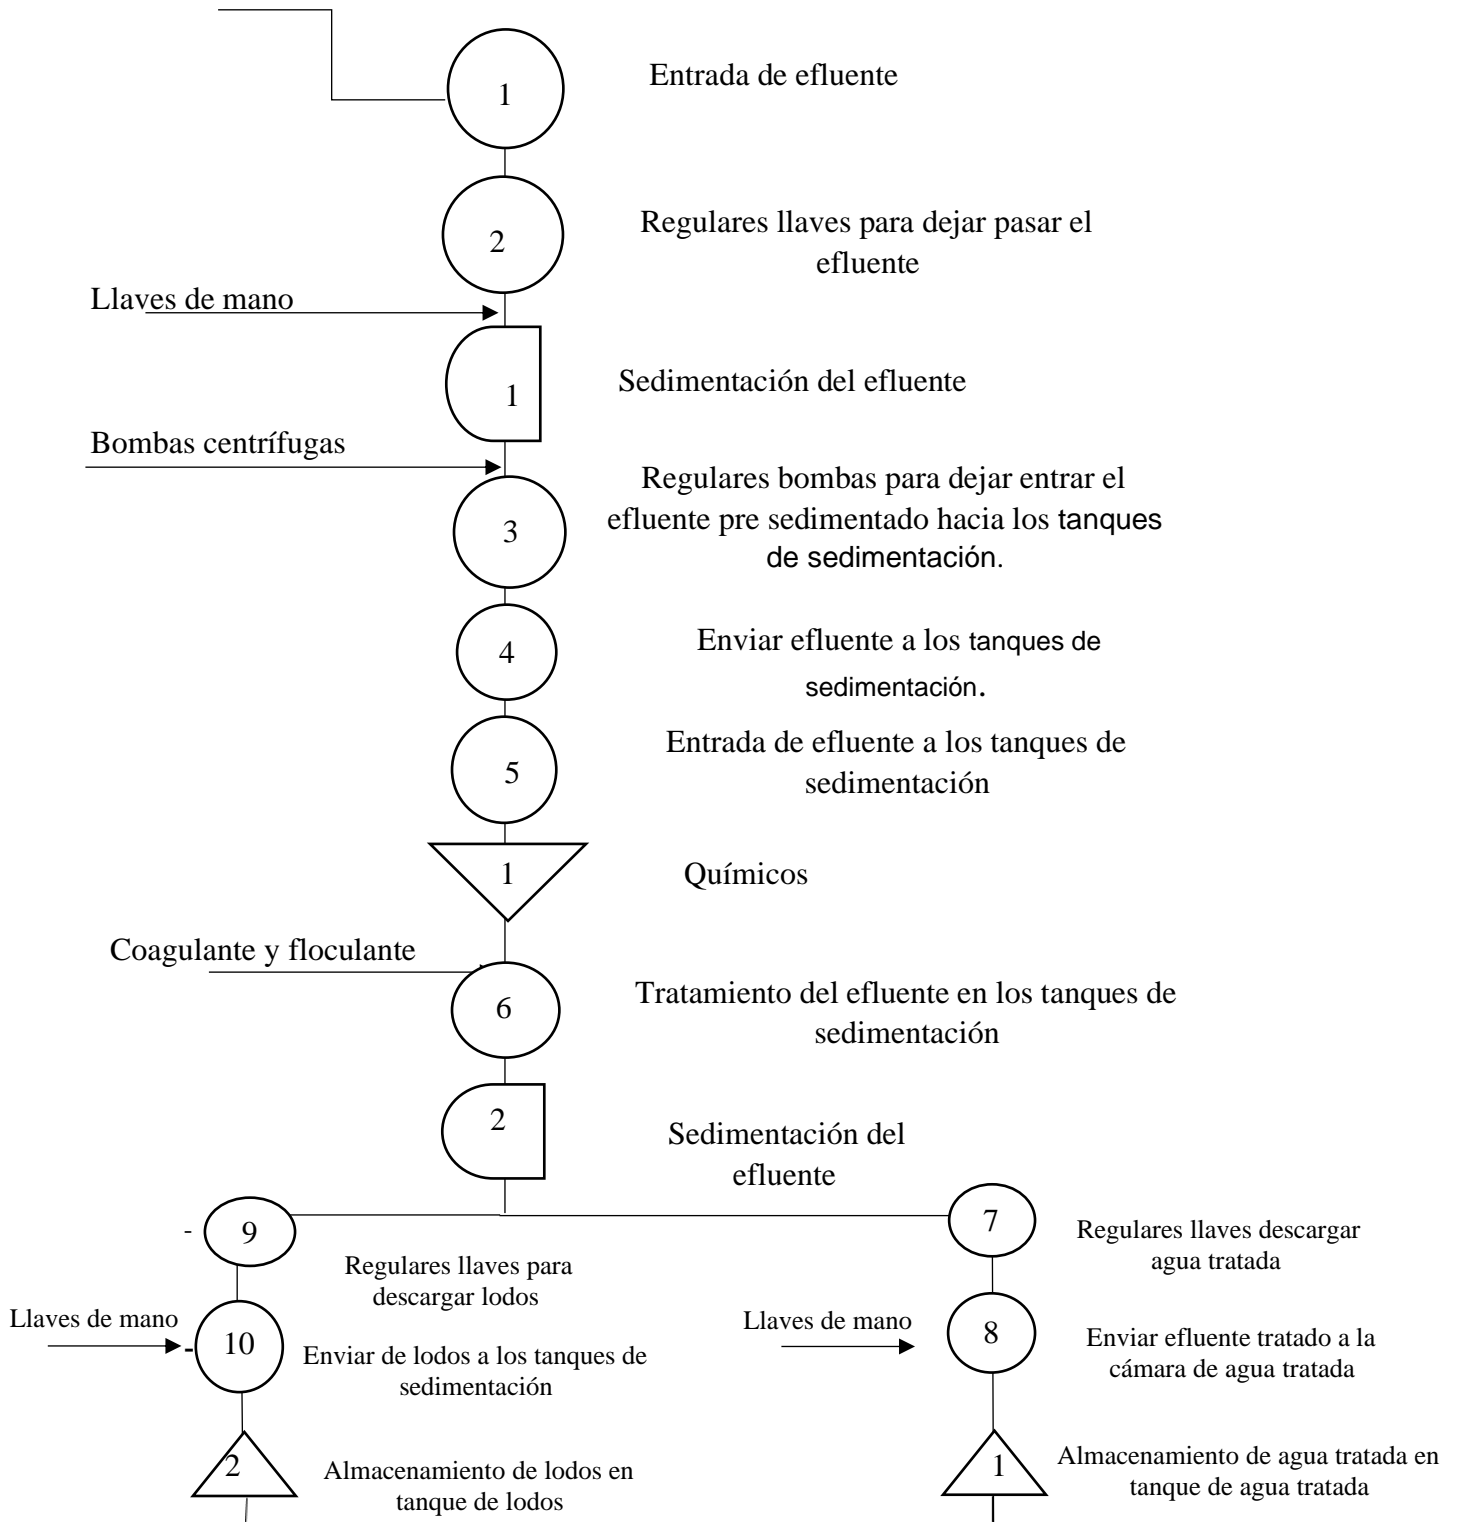 1
Entrada de efluente
2
Regulares llaves para dejar pasar el
efluente
Llaves de mano
1
Sedimentación del efluente
Bombas centrífugas
3
Regulares bombas para dejar entrar el
efluente pre sedimentado hacia los tanques
de sedimentación.
4
Enviar efluente a los tanques de
sedimentación.
5
Entrada de efluente a los tanques de
sedimentación
1
Químicos
Coagulante y floculante
6
Tratamiento del efluente en los tanques de
sedimentación
2
Sedimentación del
efluente
- 9
Regulares llaves para
descargar lodos
7
Regulares llaves descargar
agua tratada
Llaves de mano
- 10
Enviar de lodos a los tanques de
sedimentación
Llaves de mano
8
Enviar efluente tratado a la
cámara de agua tratada
2
Almacenamiento de lodos en
tanque de lodos
1
Almacenamiento de agua tratada en
tanque de agua tratada